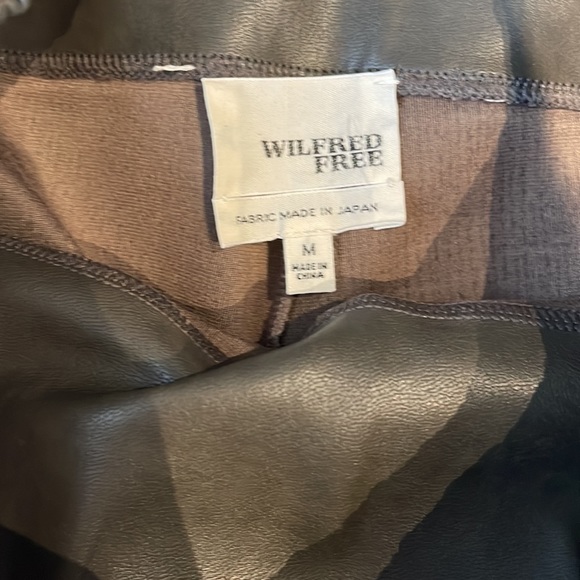 WILFRED
FREE
FABRIC MADE IN JAPAN
M
MADE IN
CHINA